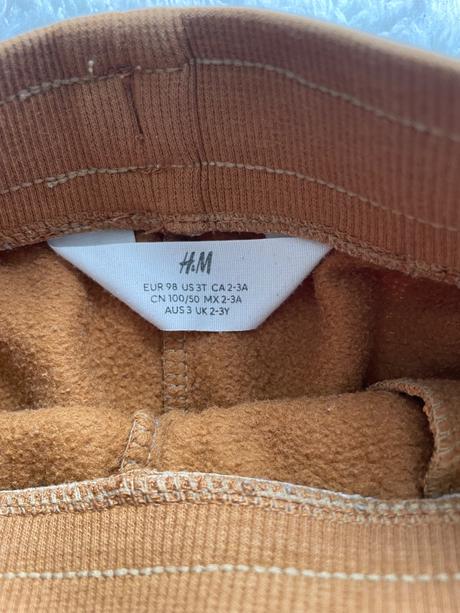 H&M
EUR 98 US 3T CA 2-3A
CN 100/50 MX 2-3A
AUS 3 UK 2-3Y